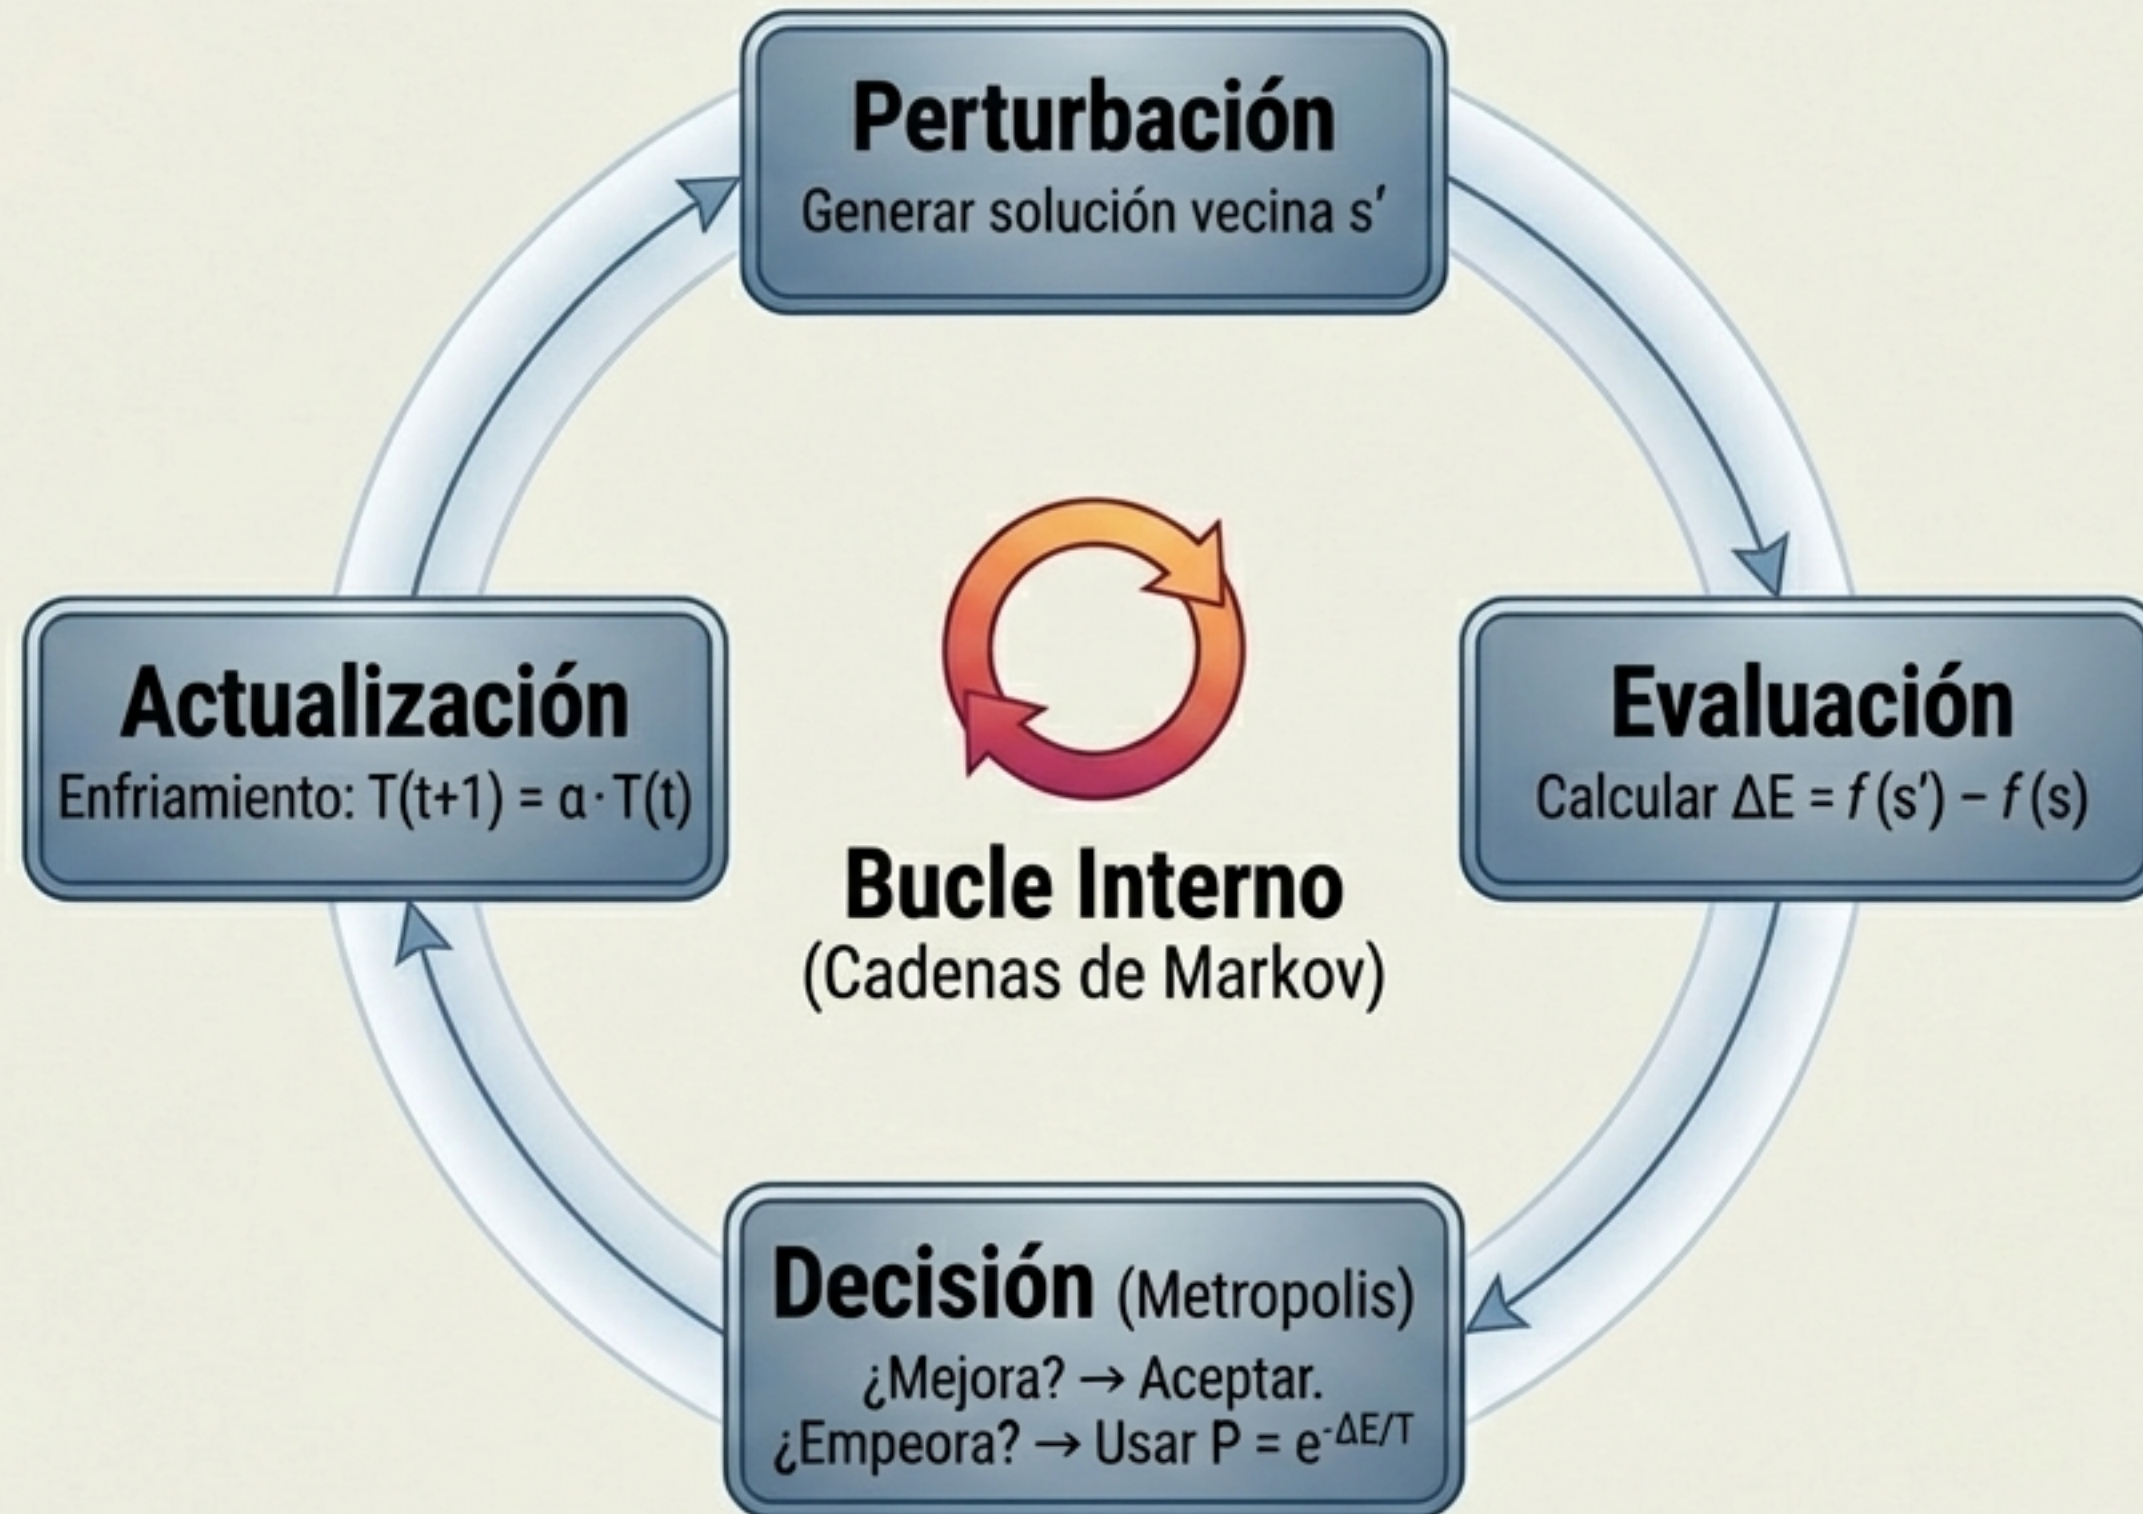 Perturbación
Generar solución vecina s′
Evaluación
Calcular ΔE = f (s′) – f (s)
Decisión (Metropolis)
¿Mejora? → Aceptar.
¿Empeora? → Usar P = e^-ΔE/T
Actualización
Enfriamiento: T(t+1) = α · T(t)
Bucle Interno
(Cadenas de Markov)